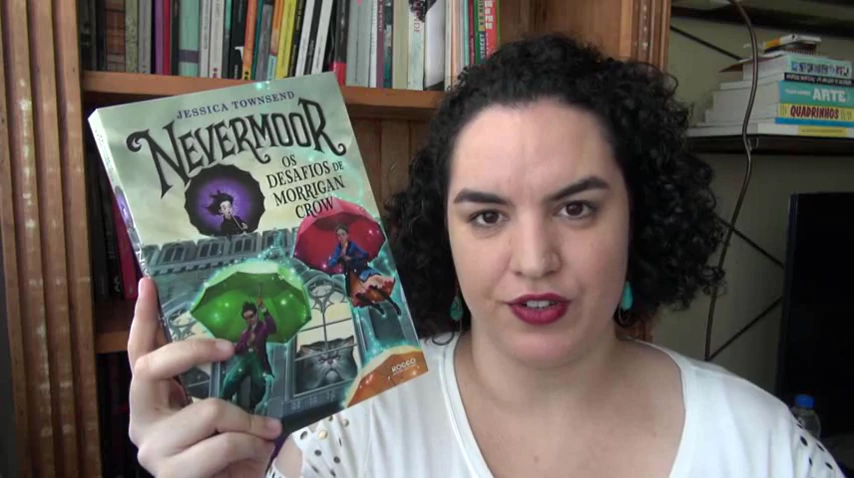 JESSICA TOWNSEND
NEVERMOOR
OS
DESAFIOS DE
MORRIGAN
CROW
ROCCO
ARTE
QUADRINHOS